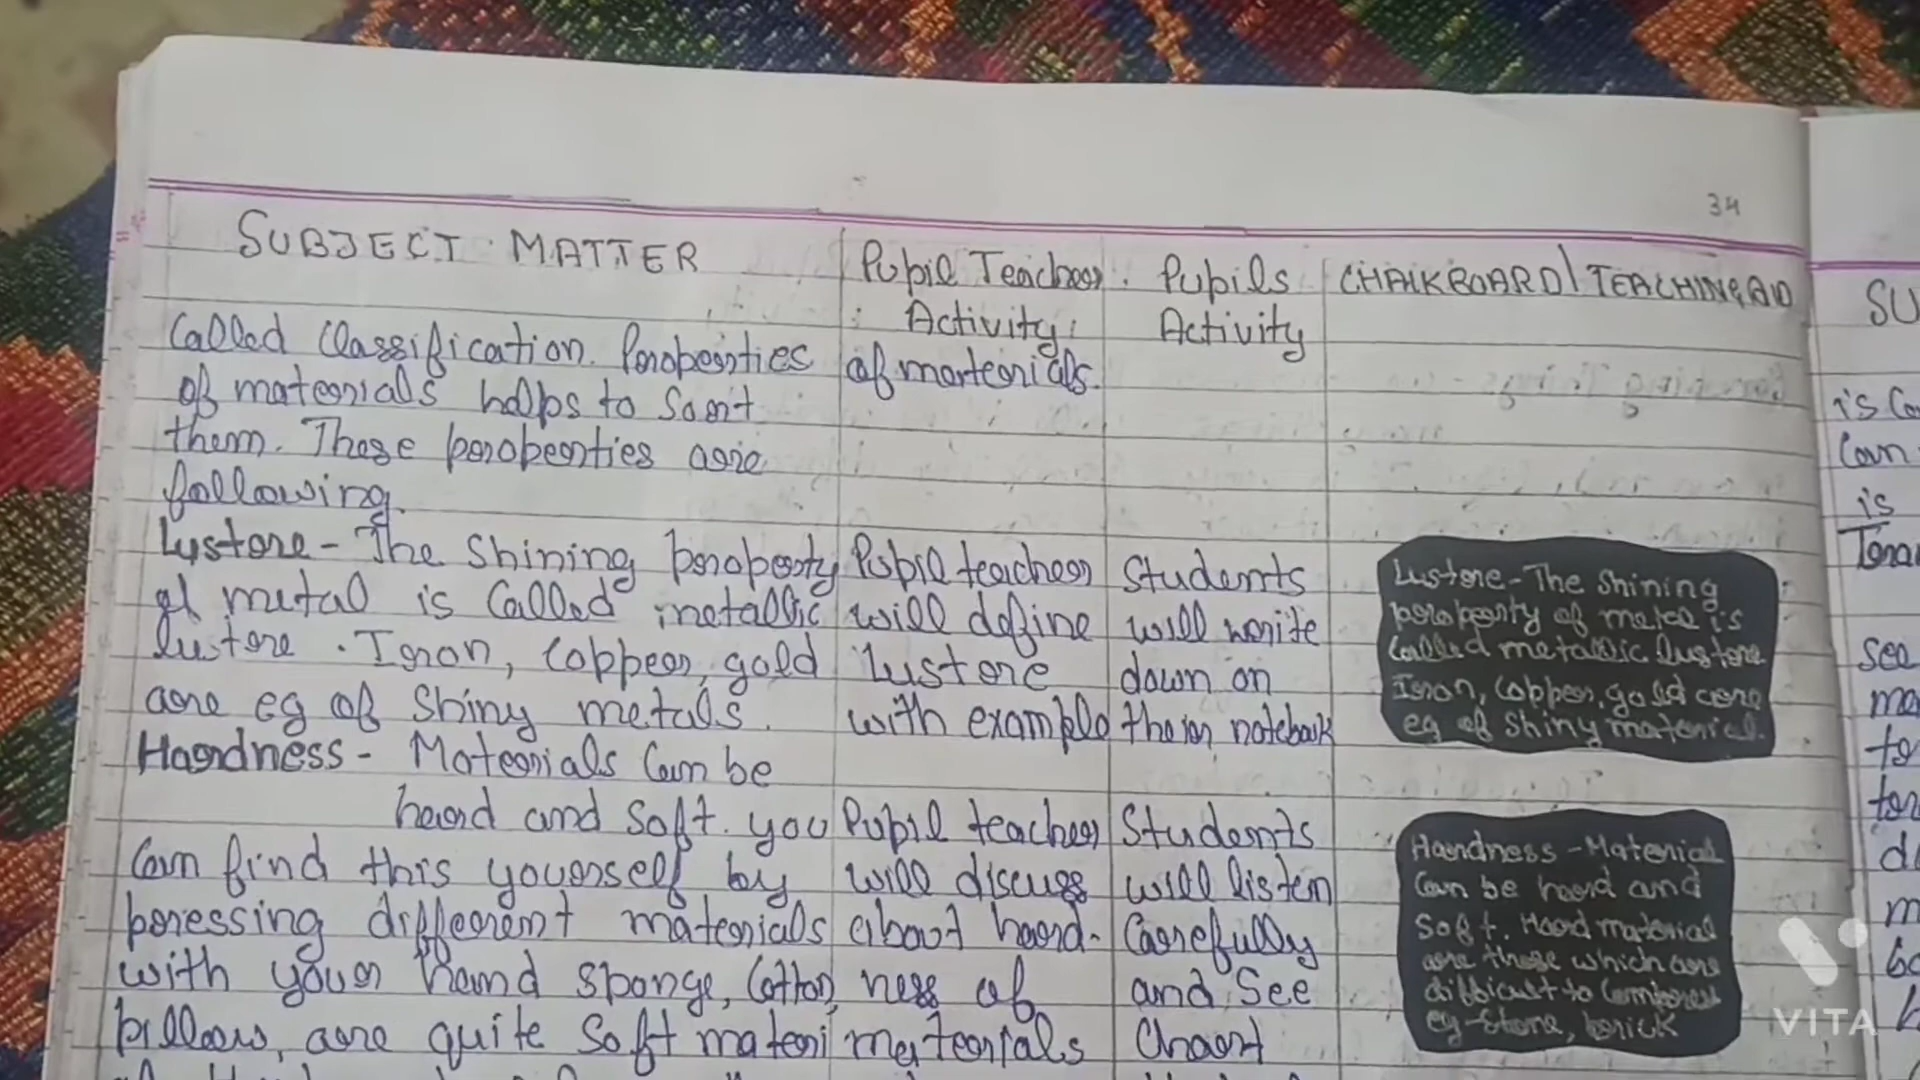 34
SUBJECT MATTER
Pupil Teacher Activity
Pupils Activity
CHALKBOARD/TEACHING AID
Called Classification. Properties
of materials helps to Sort
them. These properties are
following.
Lustre - The Shining property
of metal is Called metallic
lustre. Iron, Copper, gold
are eg of Shiny metals.
Hardness - Materials Can be
hard and Soft. you
Can find this yourself by
pressing different materials
with your hand sponge, Cotton,
pillow, are quite Soft materi
of materials.
Pupil teacher
will define
Lustre
with example
Pupil teacher
will discuss
about hard-
ness of
materials
Students
will write
down on
their notebook
Students
will listen
Carefully
and See
Chart
Lustre - The Shining
property of metal is
Called metallic lustre
Iron, Copper, gold are
eg of Shiny material.
Hardness - Material
Can be hard and
Soft. Hard material
are those which are
difficult to Compress
eg - Stone, brick
SU
is Co
Can
is
Tran
see
ma
to
d
m
VITA